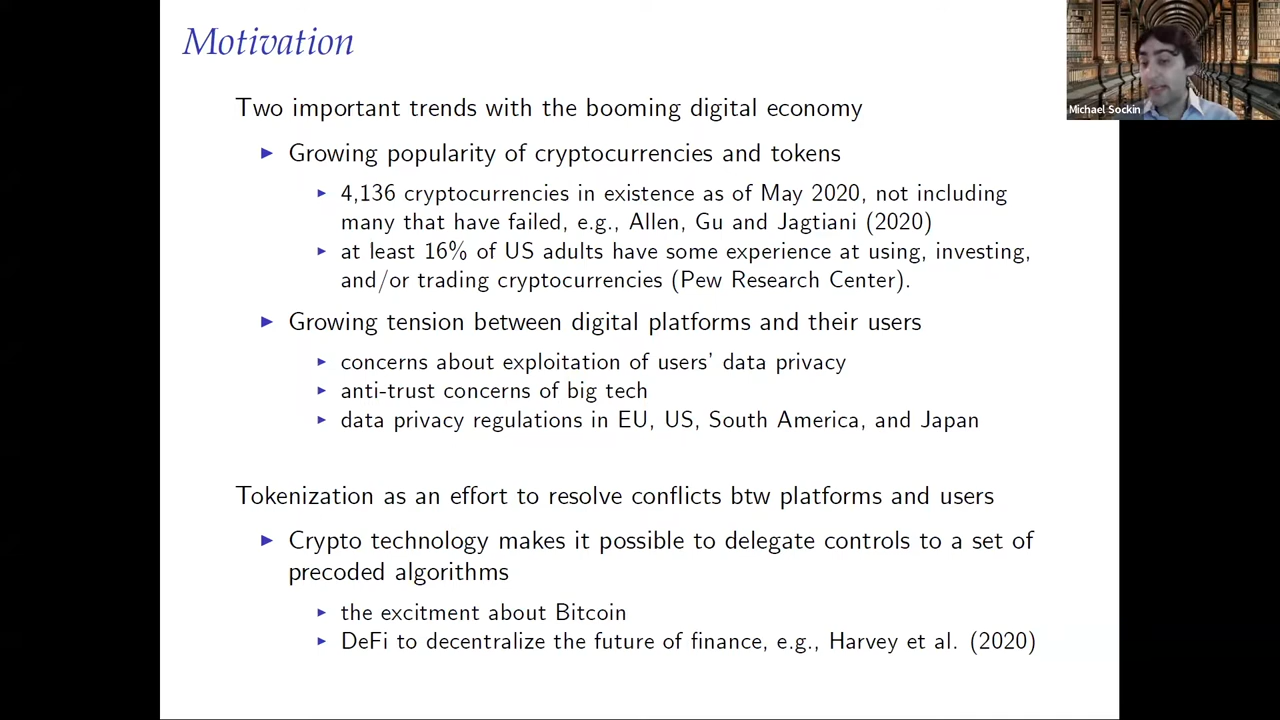 Motivation
Michael Sockin
Two important trends with the booming digital economy
► Growing popularity of cryptocurrencies and tokens
► 4,136 cryptocurrencies in existence as of May 2020, not including
many that have failed, e.g., Allen, Gu and Jagtiani (2020)
► at least 16% of US adults have some experience at using, investing,
and/or trading cryptocurrencies (Pew Research Center).
► Growing tension between digital platforms and their users
► concerns about exploitation of users' data privacy
► anti-trust concerns of big tech
► data privacy regulations in EU, US, South America, and Japan
Tokenization as an effort to resolve conflicts btw platforms and users
► Crypto technology makes it possible to delegate controls to a set of
precoded algorithms
► the excitment about Bitcoin
► DeFi to decentralize the future of finance, e.g., Harvey et al. (2020)